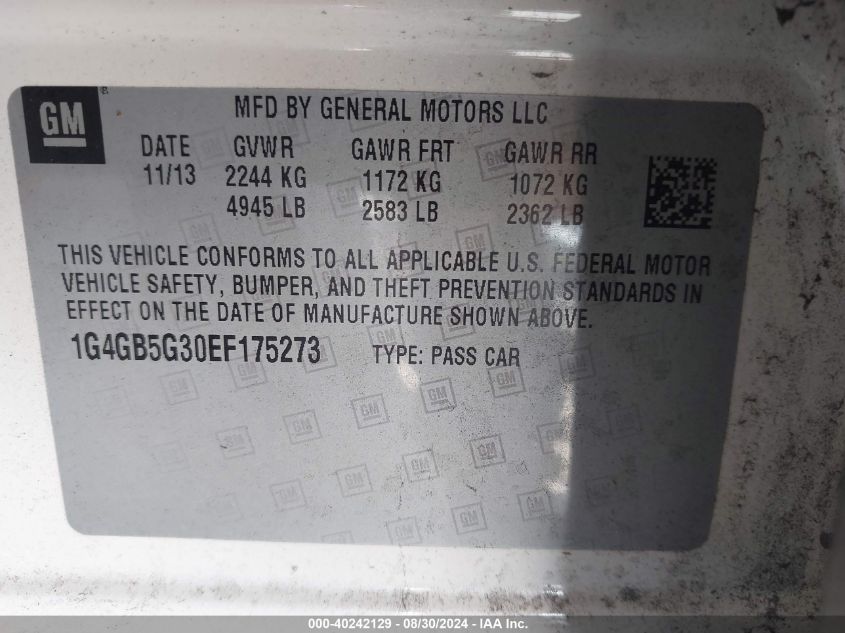 GM
MFD BY GENERAL MOTORS LLC
DATE GVWR GAWR FRT GAWR RR
11/13 2244 KG 1172 KG 1072 KG
4945 LB 2583 LB 2362 LB
THIS VEHICLE CONFORMS TO ALL APPLICABLE U.S. FEDERAL MOTOR
VEHICLE SAFETY, BUMPER, AND THEFT PREVENTION STANDARDS IN
EFFECT ON THE DATE OF MANUFACTURE SHOWN ABOVE.
1G4GB5G30EF175273 TYPE: PASS CAR
000-40242129 - 08/30/2024 - IAA Inc.